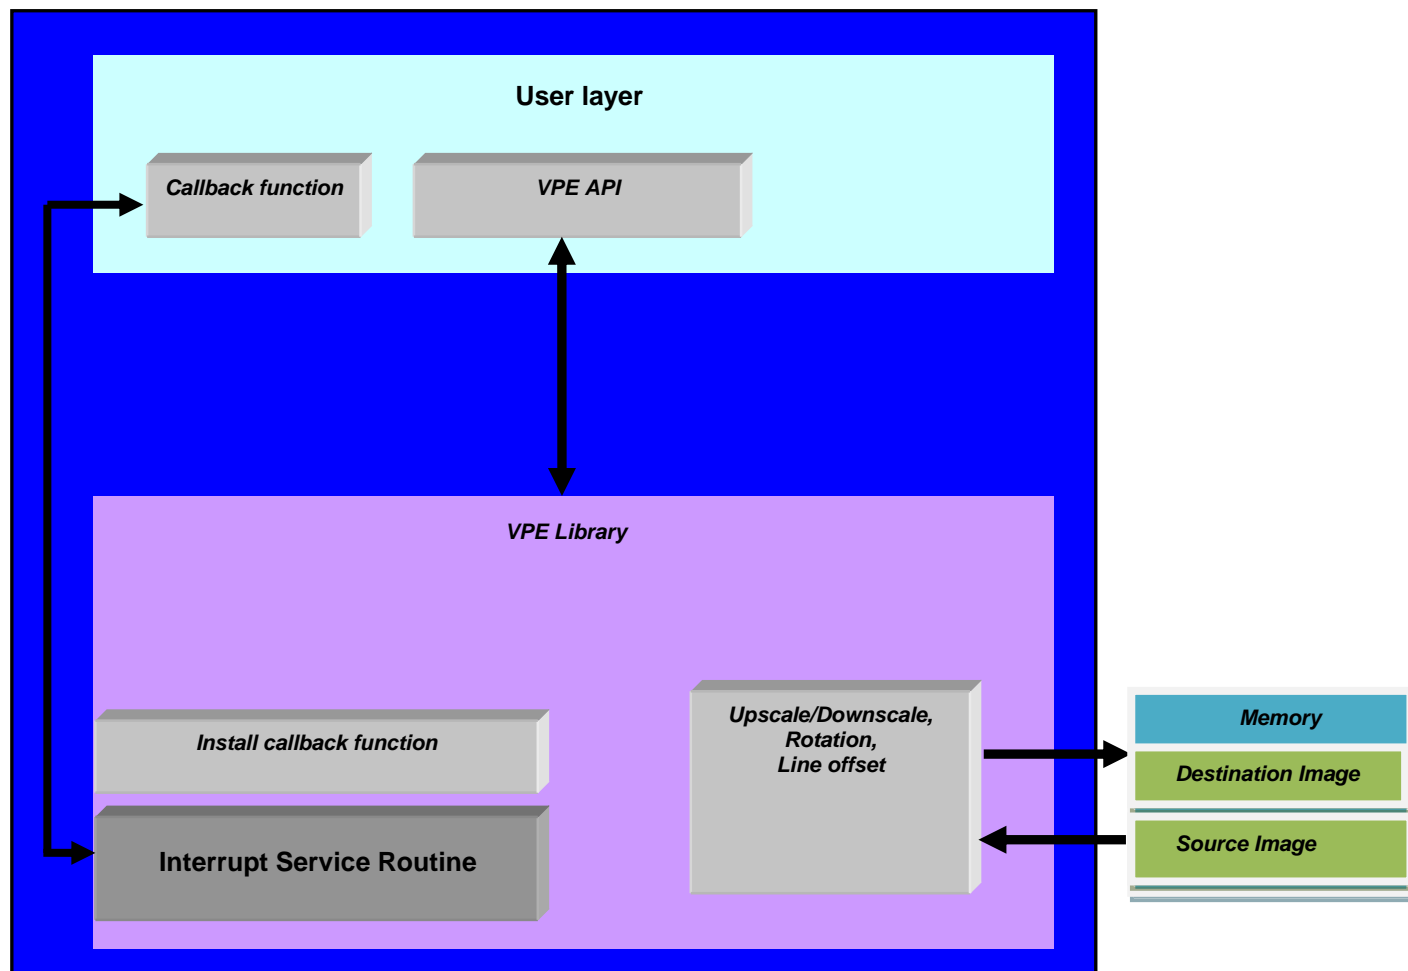 User layer
Callback function
VPE API
VPE Library
Upscale/Downscale,
Rotation,
Line offset
Install callback function
Interrupt Service Routine
Memory
Destination Image
Source Image